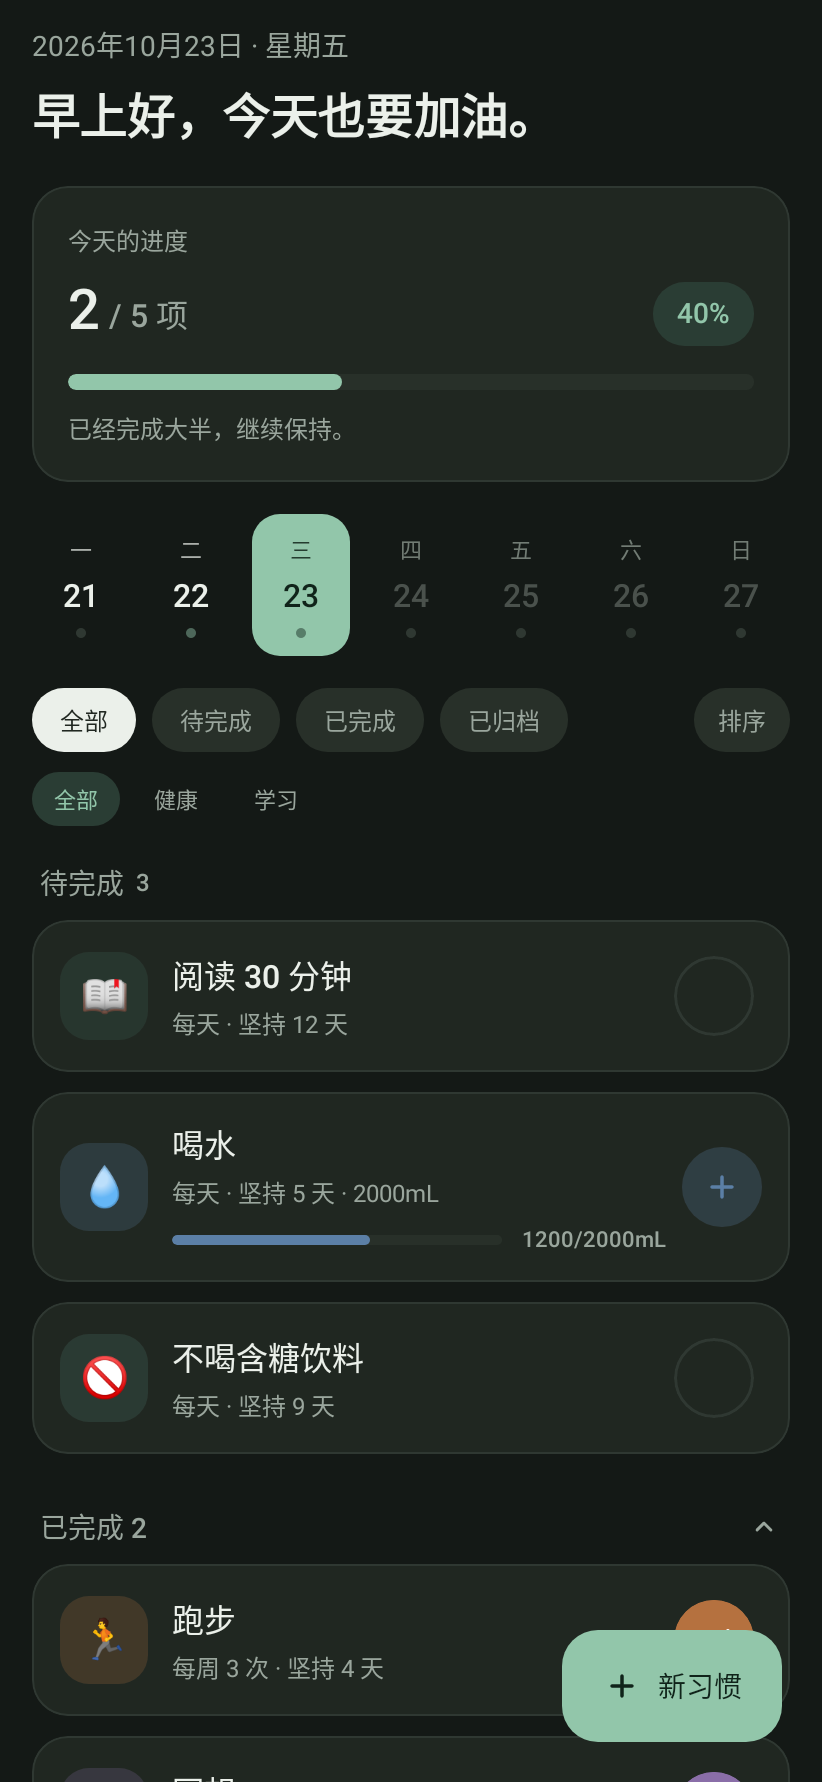 2026年10月23日 · 星期五
早上好，今天也要加油。
今天的进度
2 / 5 项
40%
已经完成大半，继续保持。
一 二 三 四 五 六 日
21 22 23 24 25 26 27
全部 待完成 已完成 已归档 排序
全部 健康 学习
待完成 3
阅读 30 分钟
每天 · 坚持 12 天
喝水
每天 · 坚持 5 天 · 2000mL
1200/2000mL
不喝含糖饮料
每天 · 坚持 9 天
已完成 2
跑步
每周 3 次 · 坚持 4 天
新习惯